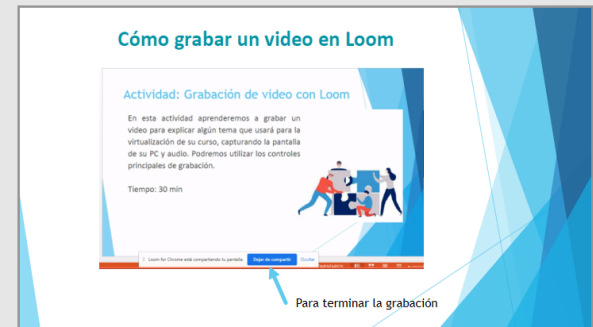 Cómo grabar un video en Loom
Actividad: Grabación de video con Loom
En esta actividad aprenderemos a grabar un
video para explicar algún tema que usará para la
virtualización de su curso, capturando la pantalla
de su PC y audio. Podremos utilizar los controles
principales de grabación.
Tiempo: 30 min
Loom for Chrome está compartiendo tu pantalla. Dejar de compartir Ocultar
Para terminar la grabación